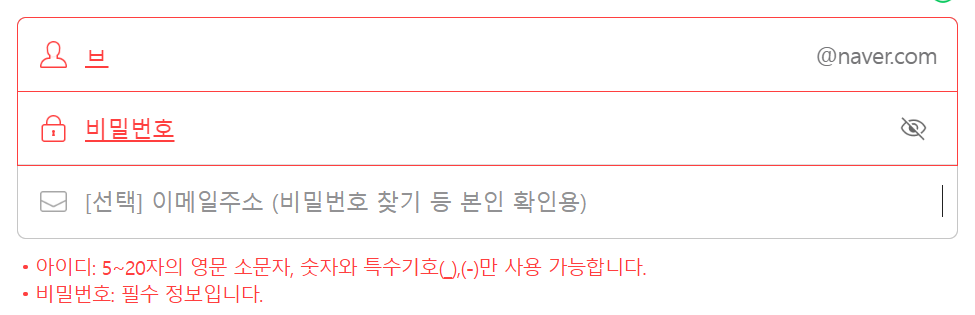 브 @naver.com
비밀번호
[선택] 이메일주소 (비밀번호 찾기 등 본인 확인용)
• 아이디: 5~20자의 영문 소문자, 숫자와 특수기호(_),(-)만 사용 가능합니다.
• 비밀번호: 필수 정보입니다.